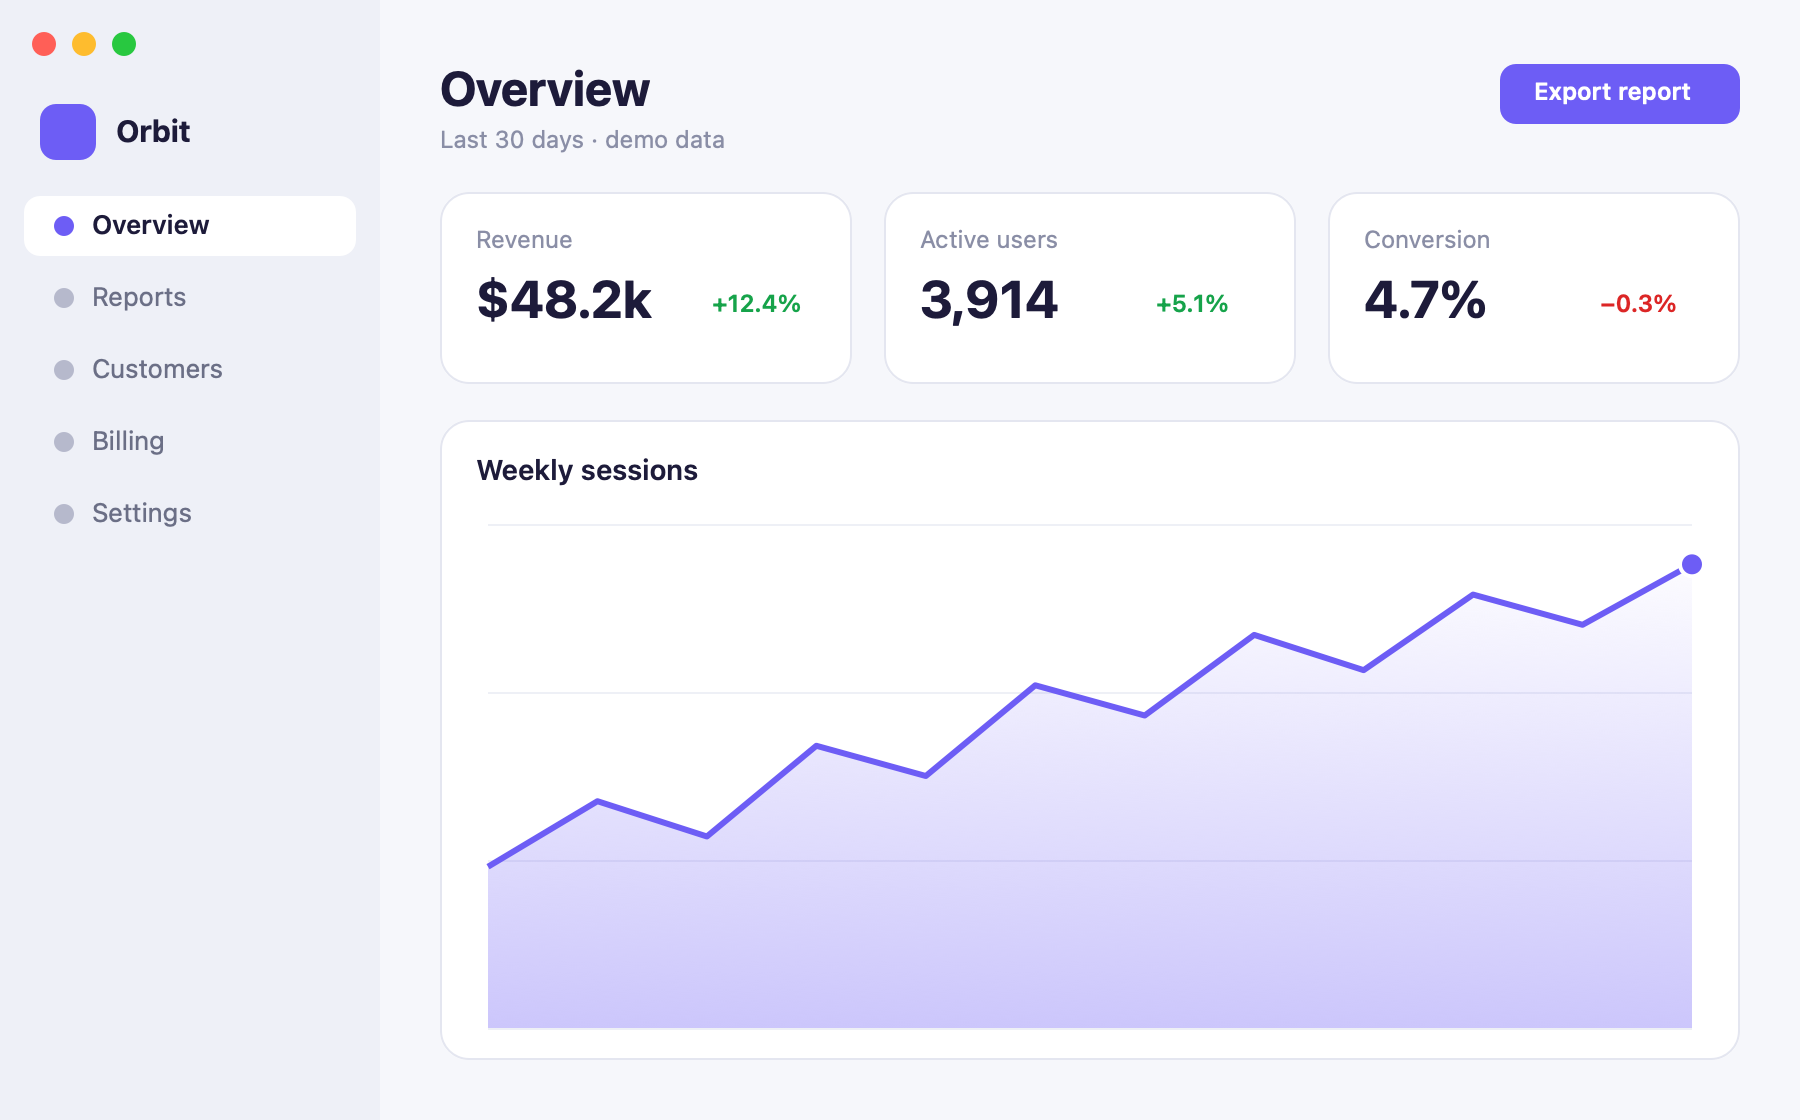 Orbit
Overview
Reports
Customers
Billing
Settings
Overview
Last 30 days · demo data
Export report
Revenue
$48.2k +12.4%
Active users
3,914 +5.1%
Conversion
4.7% −0.3%
Weekly sessions